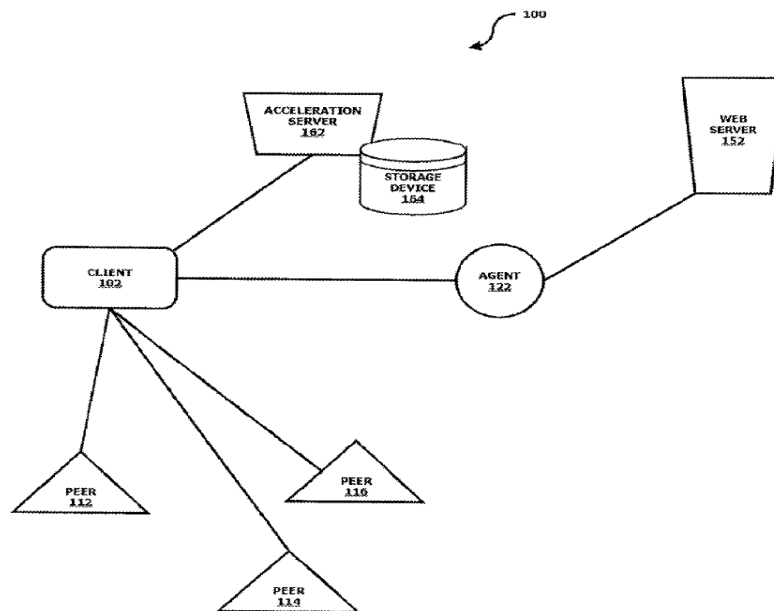 100
ACCELERATION
SERVER
162
WEB
SERVER
152
STORAGE
DEVICE
164
CLIENT
102
AGENT
122
PEER
112
PEER
116
PEER
114